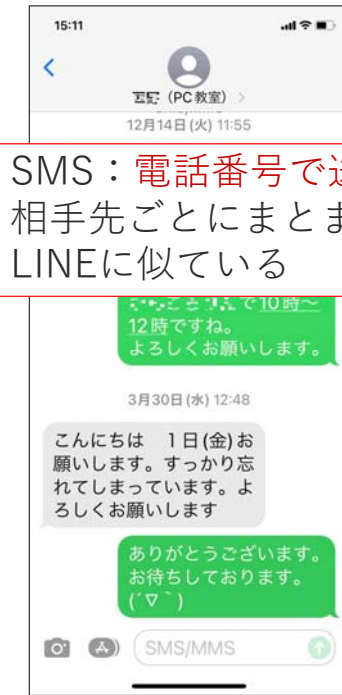 15:11
(PC教室)
12月14日(火) 11:55
SMS：電話番号で
相手先ごとにまとま
LINEに似ている
で10時～
12時ですね。
よろしくお願いします。
3月30日(水) 12:48
こんにちは　1日(金)お
願いします。すっかり忘
れてしまっています。よ
ろしくお願いします
ありがとうございます。
お待ちしております。
(´∇｀)
SMS/MMS